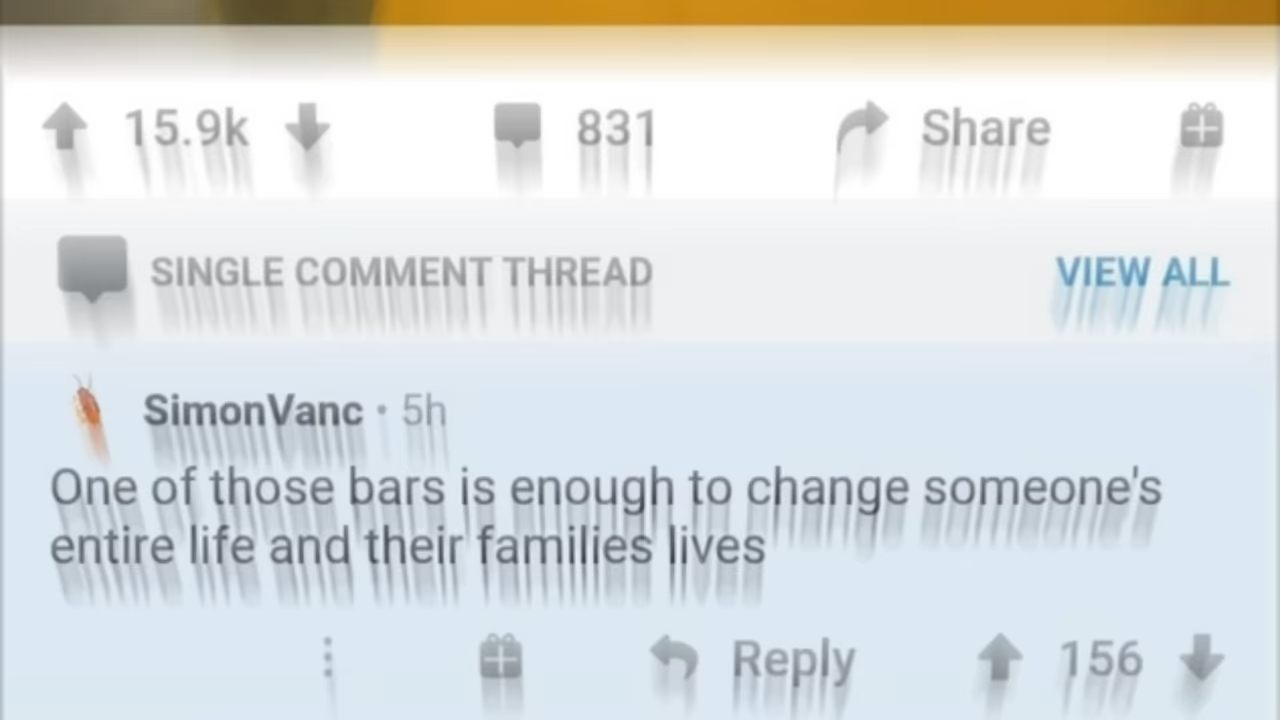 15.9k 831 Share
SINGLE COMMENT THREAD VIEW ALL
SimonVanc • 5h
One of those bars is enough to change someone's
entire life and their families lives
Reply 156